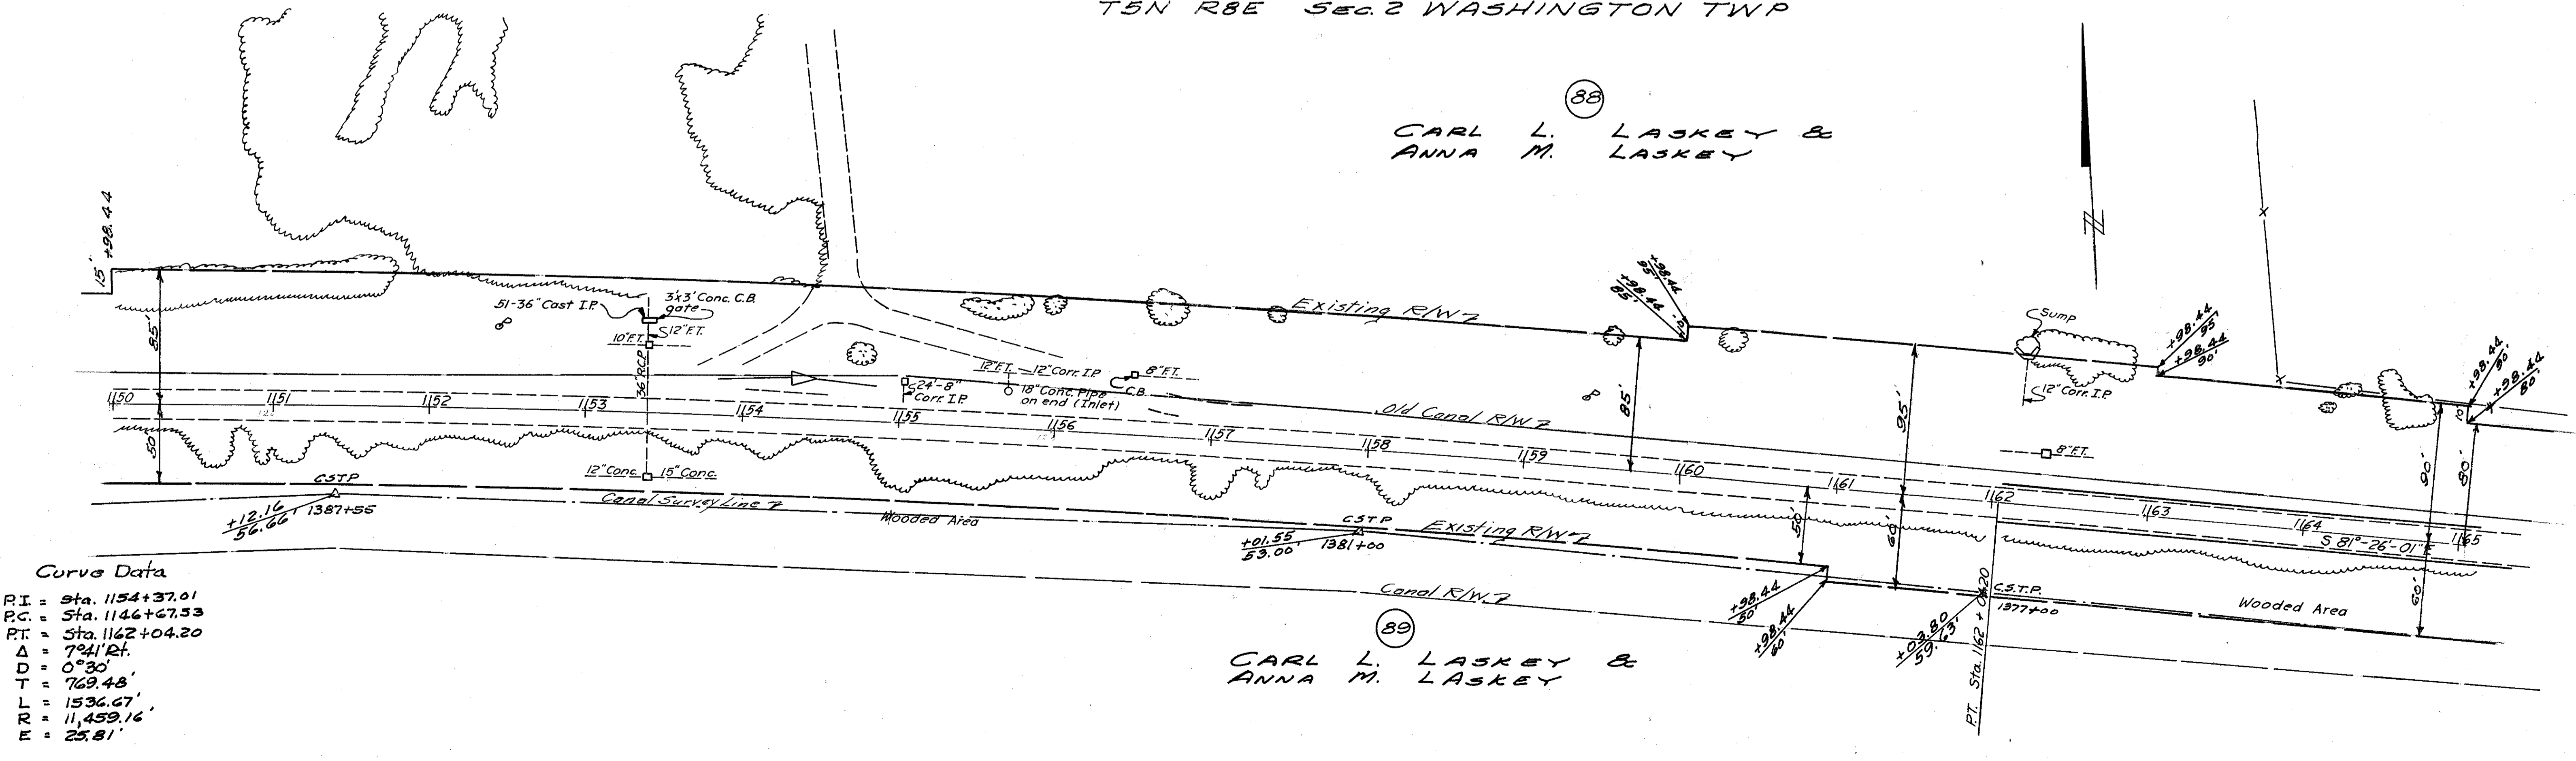 T5N R8E Sec. 2 WASHINGTON TWP
88
CARL L. LASKEY &
ANNA M. LASKEY
15' +98.44
+98.44
95'
+98.44
85'
10'
Existing R/W
Sump
+98.44
95'
+98.44
90'
+98.44
90'
+98.44
80'
10'
51-36" Cast I.P.
3'x3' Conc. C.B.
gate
12" F.T.
10" F.T.
36" R.C.P.
85'
24'-8"
Corr. I.P.
12" F.T.
12" Corr. I.P.
18" Conc. Pipe
on end (Inlet)
8" F.T.
C.B.
Old Canal R/W
85'
95'
12" Corr. I.P.
8" F.T.
90'
80'
1150
1151
1152
1153
1154
1155
1156
1157
1158
1159
1160
1161
1162
1163
1164
1165
S 81°-26'-01" E
50'
12" Conc.
15" Conc.
CSTP
+12.16
56.66'
1387+55
Canal Survey Line
Wooded Area
CSTP
+01.55
53.00'
1381+00
Existing R/W
50'
60'
+98.44
50'
+98.44
60'
Canal R/W
+03.80
59.63'
C.S.T.P.
1377+00
P.T. Sta. 1162 + 04.20
Wooded Area
60'
89
CARL L. LASKEY &
ANNA M. LASKEY
Curve Data
P.I. = Sta. 1154+37.01
P.C. = Sta. 1146+67.53
P.T. = Sta. 1162+04.20
Δ = 7°41' Rt.
D = 0°30'
T = 769.48'
L = 1536.67'
R = 11,459.16'
E = 25.81'